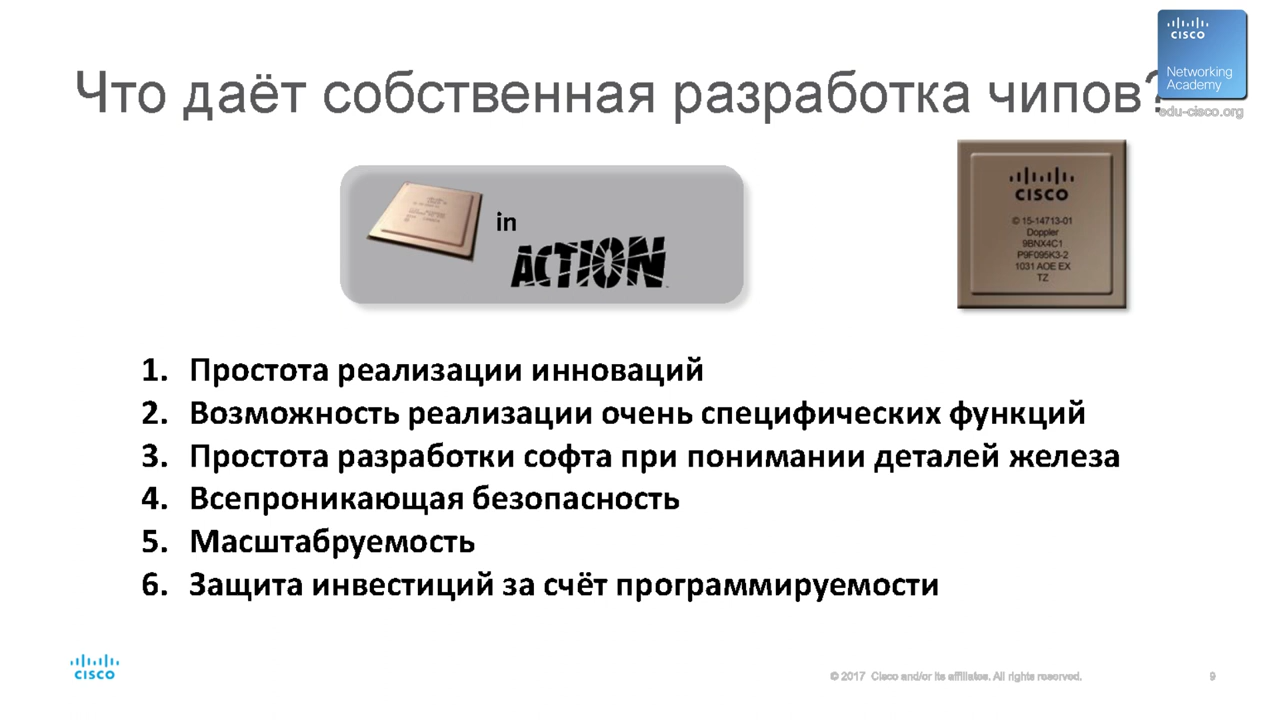 CISCO
Networking
Academy
edu-cisco.org
Что даёт собственная разработка чипов?
in
ACTION
CISCO
© 15-14713-01
Doppler
9BNX4C1
P9F095K3-2
1031 AOE EX
TZ
1. Простота реализации инноваций
2. Возможность реализации очень специфических функций
3. Простота разработки софта при понимании деталей железа
4. Всепроникающая безопасность
5. Масштабруемость
6. Защита инвестиций за счёт программируемости
CISCO
© 2017 Cisco and/or its affiliates. All rights reserved.
9